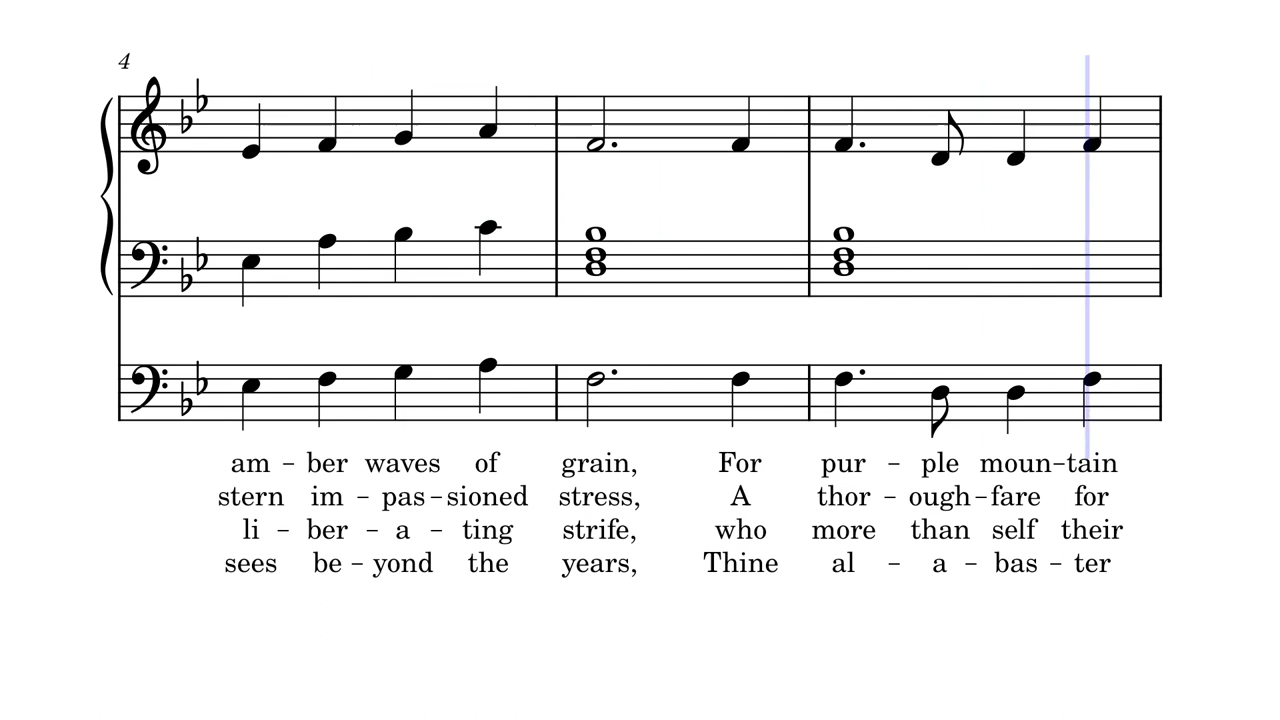 4
am – ber waves of grain, For pur – ple moun–tain
stern im – pas–sioned stress, A thor – ough–fare for
li – ber – a – ting strife, who more than self their
sees be–yond the years, Thine al – a – bas – ter